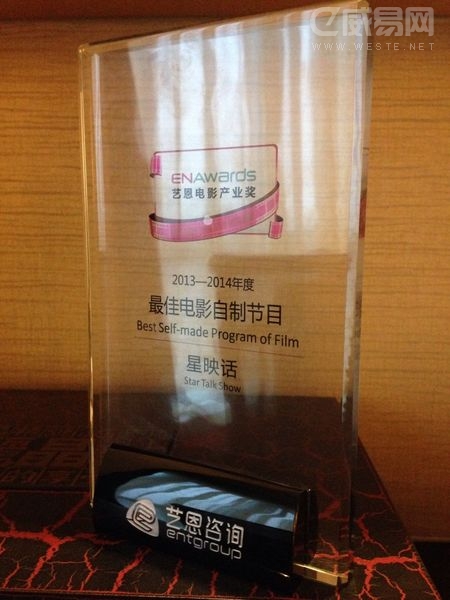 威易网
WWW.WESTE.NET
ENAwards
艺恩电影产业奖
2013—2014年度
最佳电影自制节目
Best Self-made Program of Film
星映话
Star Talk Show
艺恩咨询
entgroup